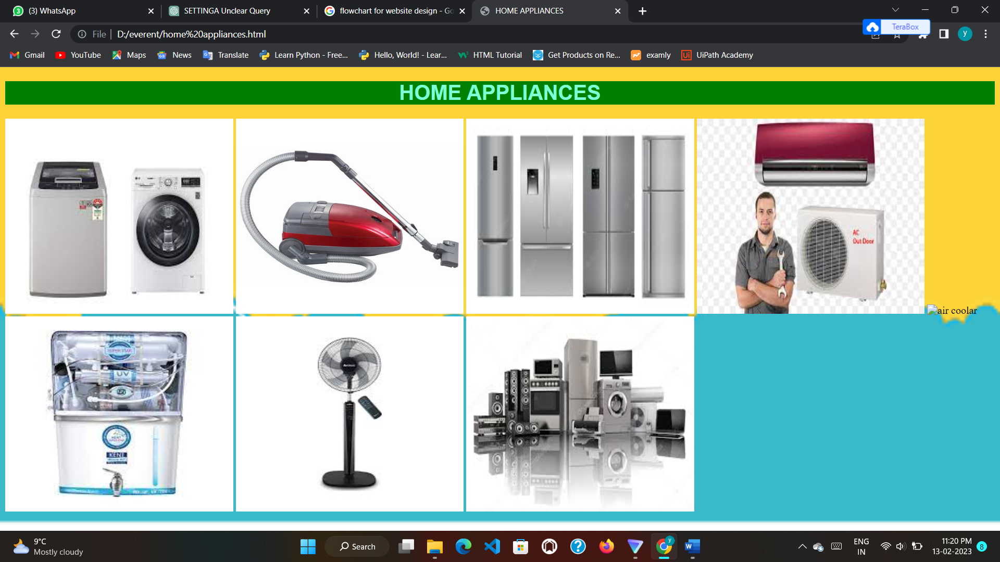 (3) WhatsApp
SETTINGA Unclear Query
flowchart for website design - Go
HOME APPLIANCES
File
D:/everent/home%20appliances.html
TeraBox
y
Gmail
YouTube
Maps
News
Translate
Learn Python - Free...
Hello, World! - Lear...
HTML Tutorial
Get Products on Re...
examly
UiPath Academy
HOME APPLIANCES
AC
Out Door
air coolar
UV
KENT
9°C
Mostly cloudy
Search
ENG
IN
11:20 PM
13-02-2023
8